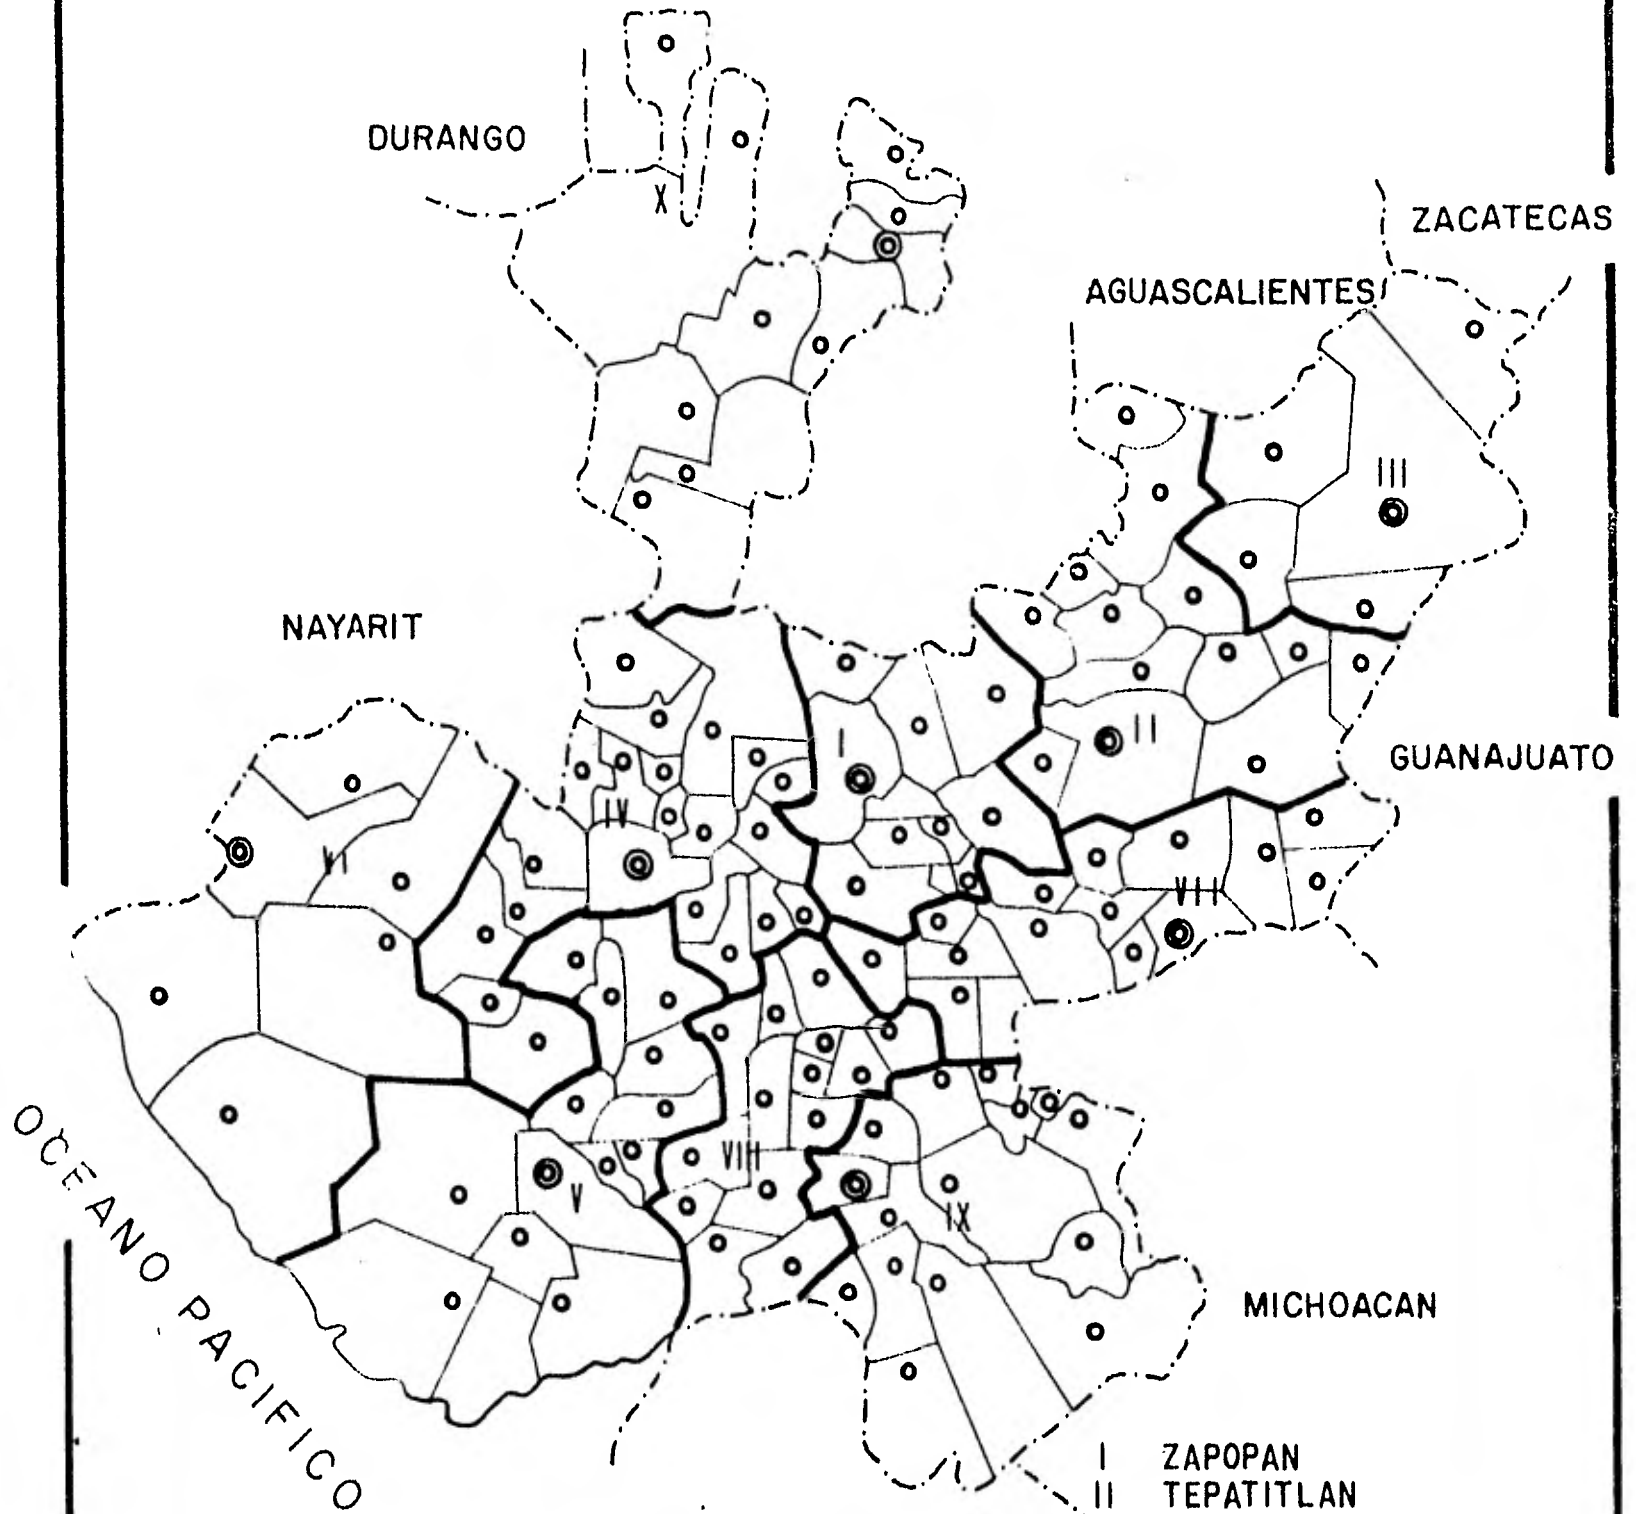 DURANGO
X
ZACATECAS
AGUASCALIENTES
III
NAYARIT
I
II
GUANAJUATO
IV
VI
VII
VIII
V
IX
OCEANO PACIFICO
MICHOACAN
I ZAPOPAN
II TEPATITLAN